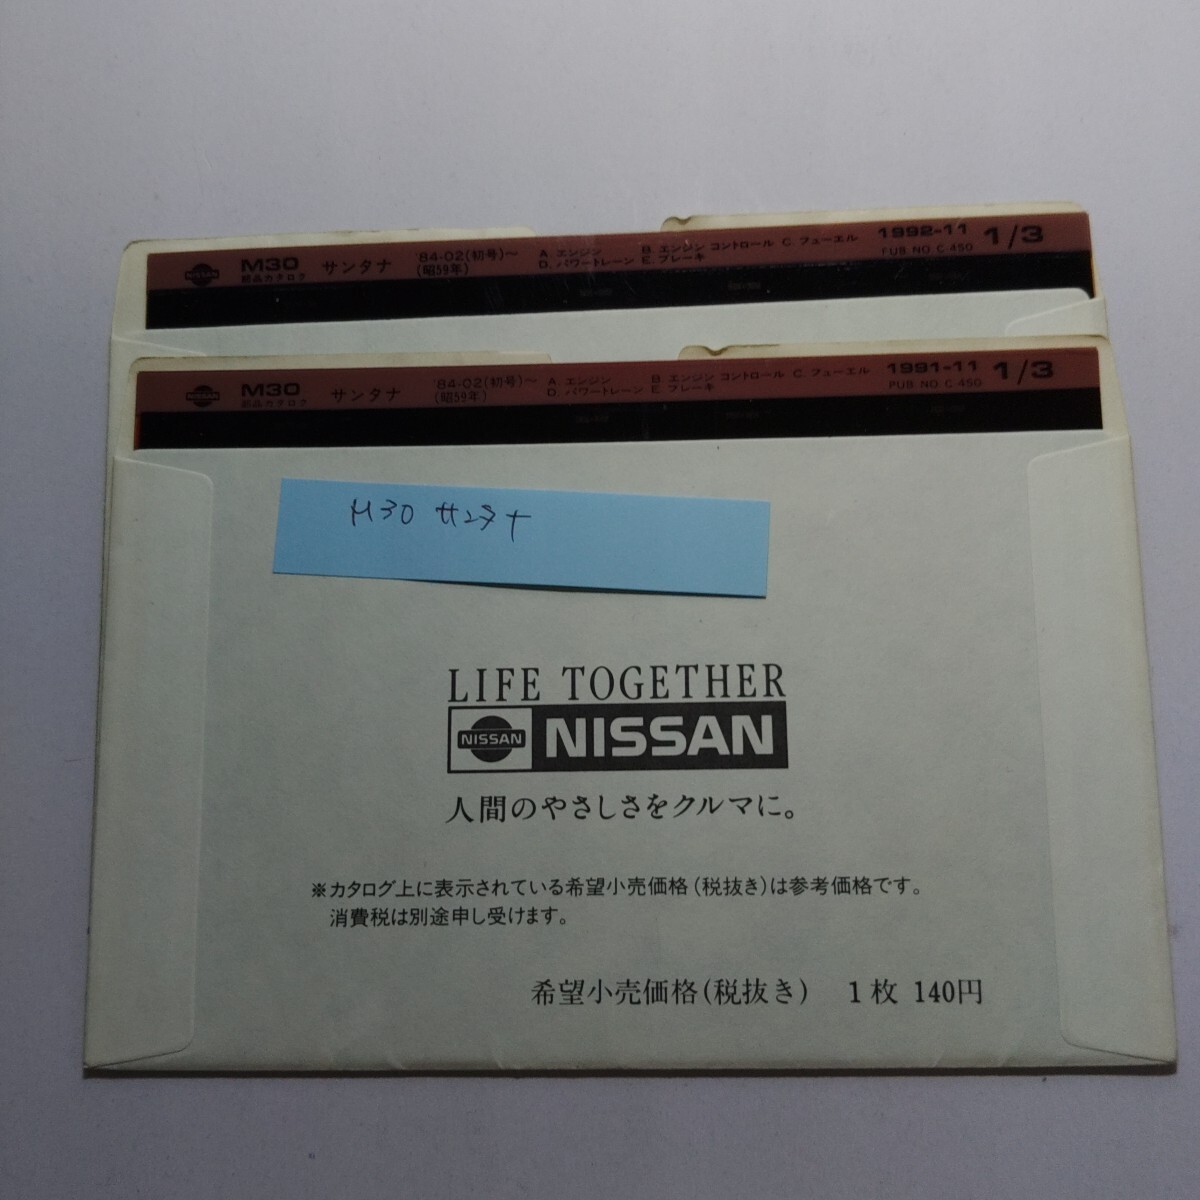 NISSAN M30 サンタナ '84-02(初号)〜 A. エンジン B. エンジン コントロール C. フューエル 1992-11 1/3
部品カタログ (昭59年) D. パワートレーン E. ブレーキ PUB. NO. C-450
NISSAN M30 サンタナ '84-02(初号)〜 A. エンジン B. エンジン コントロール C. フューエル 1991-11 1/3
部品カタログ (昭59年) D. パワートレーン E. ブレーキ PUB. NO. C-450
M30 サンタナ
LIFE TOGETHER
NISSAN NISSAN
人間のやさしさをクルマに。
※カタログ上に表示されている希望小売価格(税抜き)は参考価格です。
消費税は別途申し受けます。
希望小売価格(税抜き) 1枚 140円